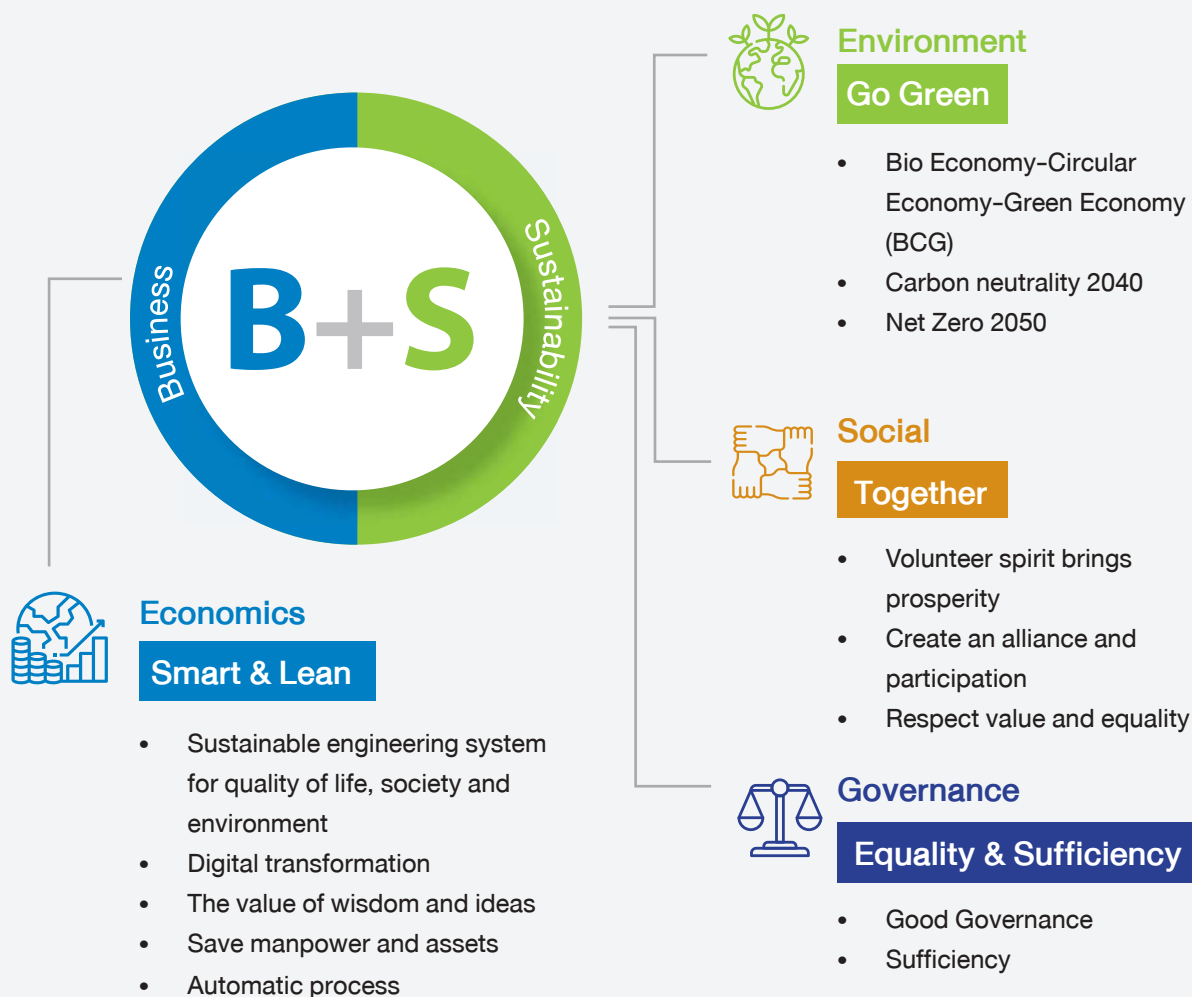 Business
B+S
Sustainability
Environment
Go Green
• Bio Economy-Circular
Economy-Green Economy
(BCG)
• Carbon neutrality 2040
• Net Zero 2050
Social
Together
• Volunteer spirit brings
prosperity
• Create an alliance and
participation
• Respect value and equality
Governance
Equality & Sufficiency
• Good Governance
• Sufficiency
Economics
Smart & Lean
• Sustainable engineering system
for quality of life, society and
environment
• Digital transformation
• The value of wisdom and ideas
• Save manpower and assets
• Automatic process